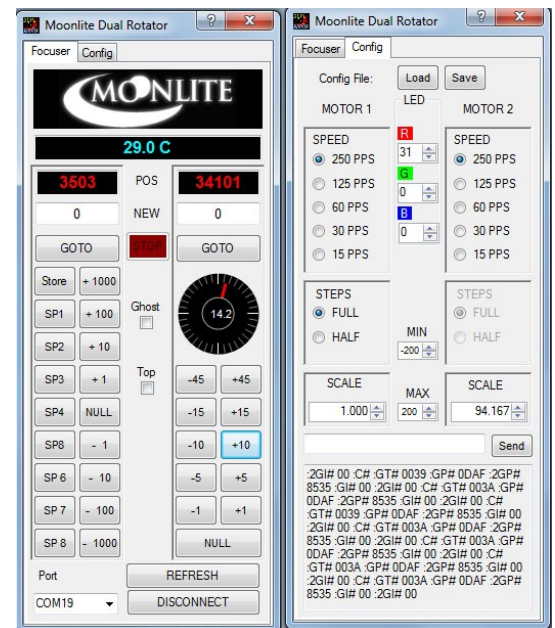 Moonlite Dual Rotator
Focuser Config
MOONLITE
29.0 C
3503 POS 34101
0 NEW 0
GOTO STOP GOTO
Store + 1000
SP1 + 100 Ghost 14.2
SP2 + 10
SP3 + 1 Top -45 +45
SP4 NULL -15 +15
SP8 - 1 -10 +10
SP 6 - 10 -5 +5
SP 7 - 100 -1 +1
SP 8 - 1000 NULL
Port REFRESH
COM19 DISCONNECT
Moonlite Dual Rotator
Focuser Config
Config File: Load Save
MOTOR 1 LED MOTOR 2
SPEED R SPEED
250 PPS 31 250 PPS
125 PPS G 125 PPS
0
60 PPS B 60 PPS
30 PPS 0 30 PPS
15 PPS 15 PPS
STEPS STEPS
FULL FULL
HALF MIN HALF
-200
SCALE MAX SCALE
1.000 200 94.167
Send
:2GI# 00 :C# :GT# 0039 :GP# 0DAF :2GP#
8535 :GI# 00 :2GI# 00 :C# :GT# 003A :GP#
0DAF :2GP# 8535 :GI# 00 :2GI# 00 :C#
:GT# 0039 :GP# 0DAF :2GP# 8535 :GI# 00
:2GI# 00 :C# :GT# 003A :GP# 0DAF :2GP#
8535 :GI# 00 :2GI# 00 :C# :GT# 003A :GP#
0DAF :2GP# 8535 :GI# 00 :2GI# 00 :C#
:GT# 003A :GP# 0DAF :2GP# 8535 :GI# 00
:2GI# 00 :C# :GT# 003A :GP# 0DAF :2GP#
8535 :GI# 00 :2GI# 00